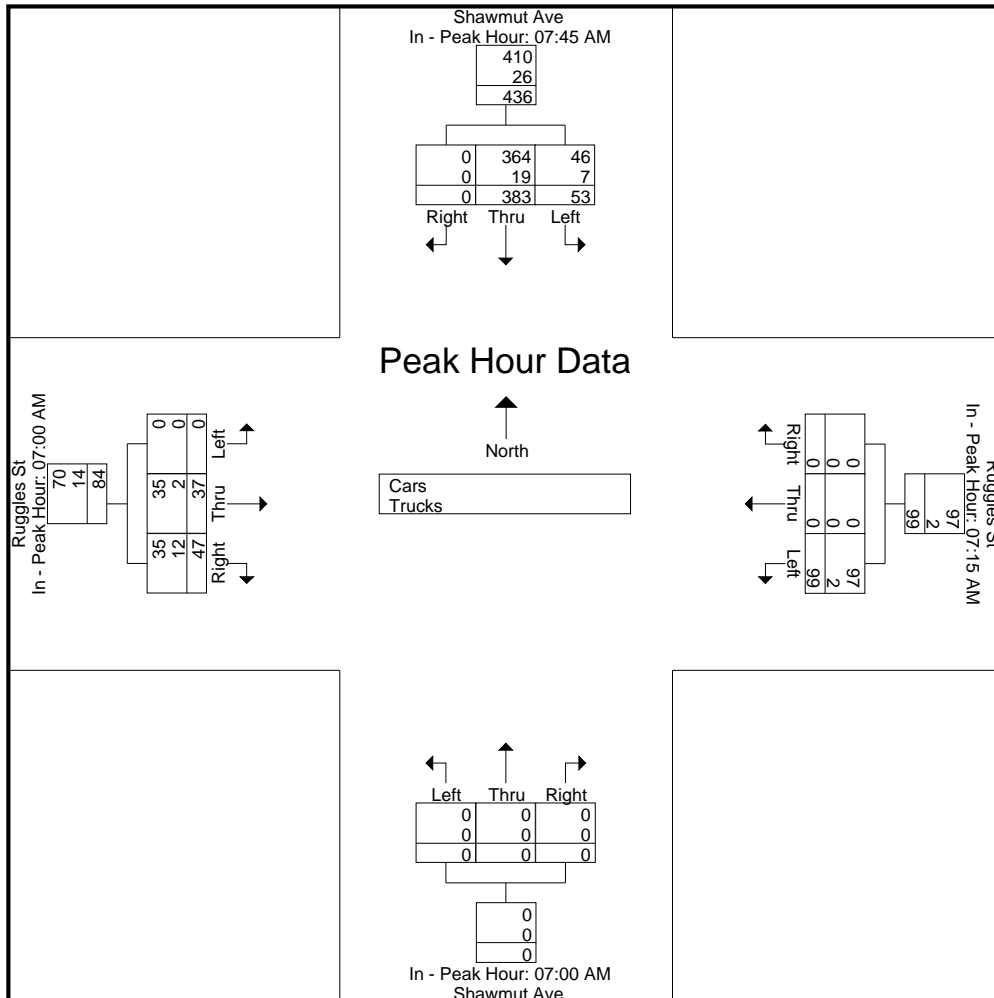 Shawmut Ave
In - Peak Hour: 07:45 AM
410
26
436
0 364 46
0 19 7
0 383 53
Right Thru Left
Peak Hour Data
North
Cars
Trucks
Ruggles St
In - Peak Hour: 07:00 AM
70
14
84
0 0 0
Left
35 2 37
Thru
35 12 47
Right
Ruggles St
In - Peak Hour: 07:15 AM
97
2
99
Right
0 0 0
Thru
0 0 0
Left
99 2 97
Left Thru Right
0 0 0
0 0 0
0 0 0
0
0
0
In - Peak Hour: 07:00 AM
Shawmut Ave